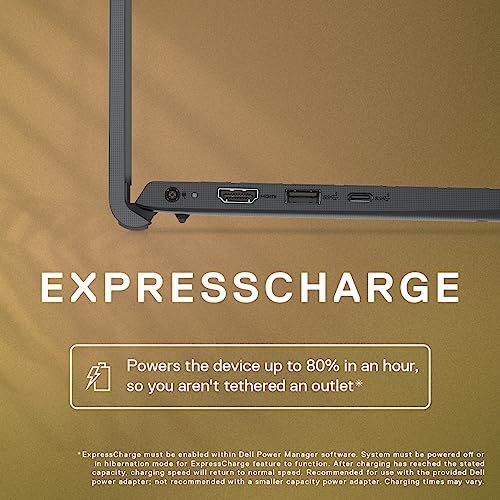 HDMI
EXPRESSCHARGE
Powers the device up to 80% in an hour,
so you aren't tethered an outlet*
*ExpressCharge must be enabled within Dell Power Manager software. System must be powered off or
in hibernation mode for ExpressCharge feature to function. After charging has reached the stated
capacity, charging speed will return to normal speed. Recommended for use with the provided Dell
power adapter; not recommended with a smaller capacity power adapter. Charging times may vary.